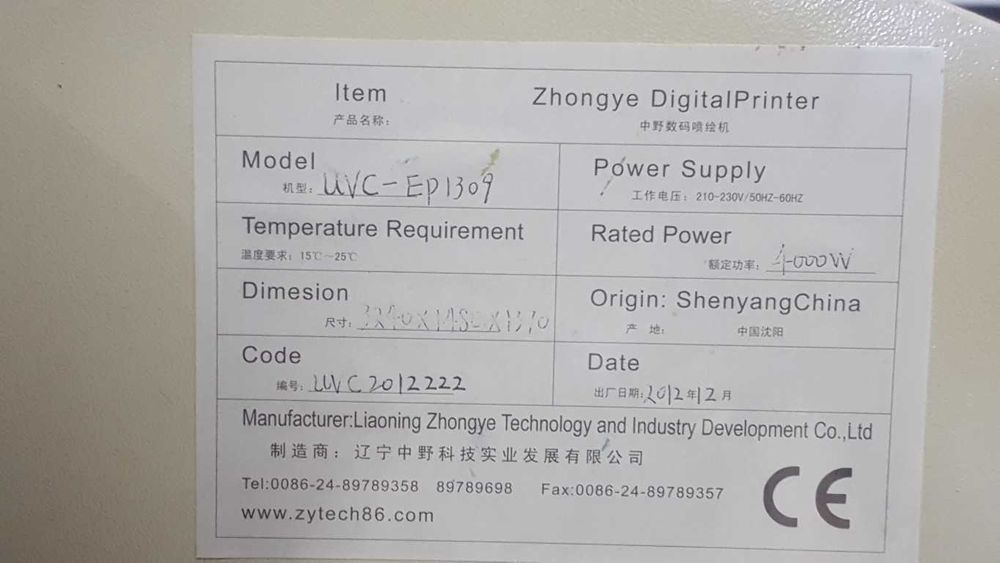 Item Zhongye DigitalPrinter
产品名称: 中野数码喷绘机
Model Power Supply
机型: UVC-EP1309 工作电压: 210-230V/50HZ-60HZ
Temperature Requirement Rated Power
温度要求: 15℃~25℃ 额定功率: 4000W
Dimesion Origin: ShenyangChina
尺寸: 产 地: 中国沈阳
Code Date
编号: UVC2012222 出厂日期: 2012年12月
Manufacturer:Liaoning Zhongye Technology and Industry Development Co.,Ltd
制造商: 辽宁中野科技实业发展有限公司
Tel:0086-24-89789358 89789698 Fax:0086-24-89789357
www.zytech86.com
CE